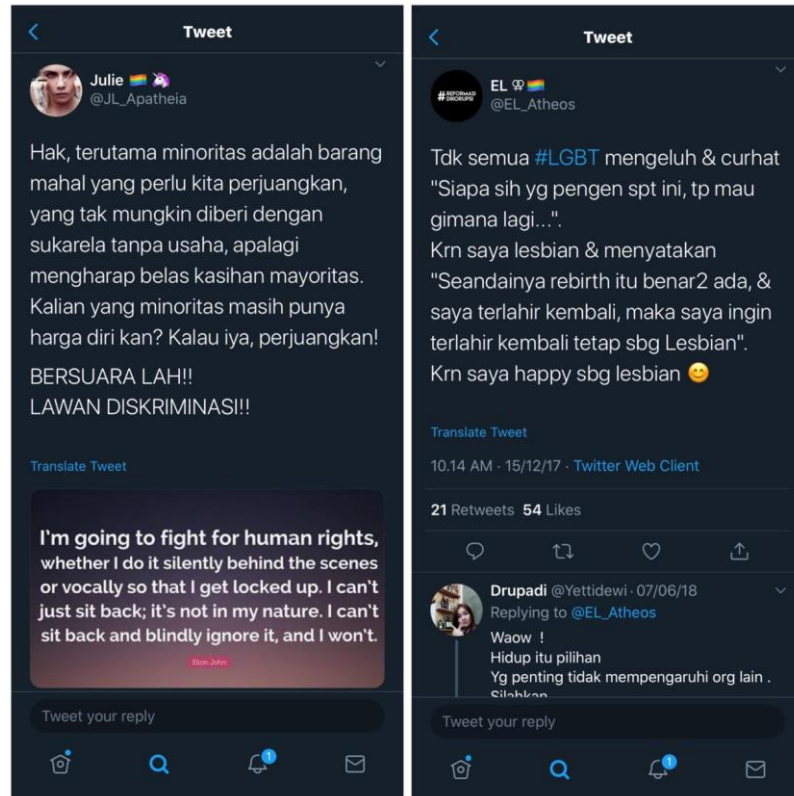 Tweet
Julie 🏳️‍🌈 🦄
@JL_Apatheia
Hak, terutama minoritas adalah barang
mahal yang perlu kita perjuangkan,
yang tak mungkin diberi dengan
sukarela tanpa usaha, apalagi
mengharap belas kasihan mayoritas.
Kalian yang minoritas masih punya
harga diri kan? Kalau iya, perjuangkan!
BERSUARA LAH!!
LAWAN DISKRIMINASI!!
Translate Tweet
I'm going to fight for human rights,
whether I do it silently behind the scenes
or vocally so that I get locked up. I can't
just sit back; it's not in my nature. I can't
sit back and blindly ignore it, and I won't.
Elton John
Tweet your reply
1
Tweet
EL ⚢🏳️‍🌈
@EL_Atheos
#REFORMASI
DIKORUPSI
Tdk semua #LGBT mengeluh & curhat
"Siapa sih yg pengen spt ini, tp mau
gimana lagi...".
Krn saya lesbian & menyatakan
"Seandainya rebirth itu benar2 ada, &
saya terlahir kembali, maka saya ingin
terlahir kembali tetap sbg Lesbian".
Krn saya happy sbg lesbian 😊
Translate Tweet
10.14 AM · 15/12/17 · Twitter Web Client
21 Retweets 54 Likes
Drupadi @Yettidewi · 07/06/18
Replying to @EL_Atheos
Waow !
Hidup itu pilihan
Yg penting tidak mempengaruhi org lain .
Silahkan
Tweet your reply
1